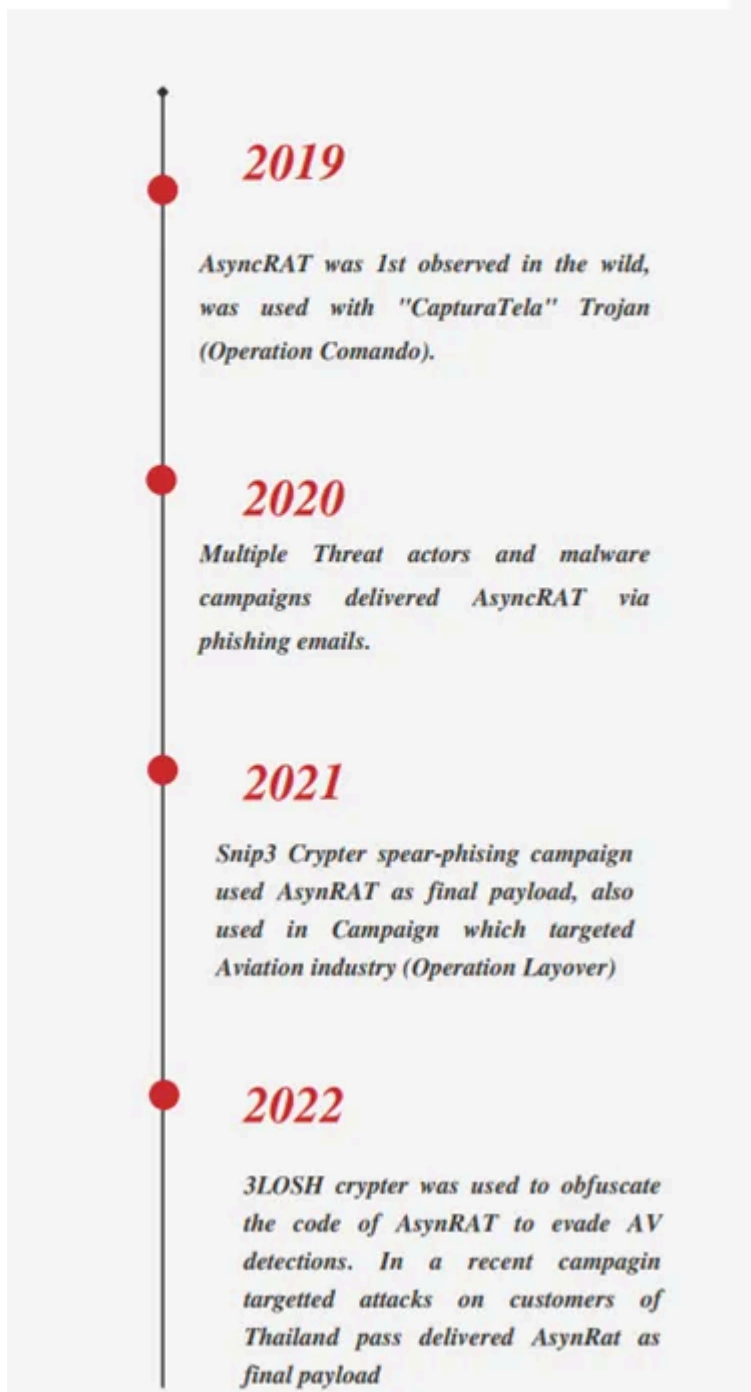 2019
AsyncRAT was 1st observed in the wild,
was used with "CapturaTela" Trojan
(Operation Comando).
2020
Multiple Threat actors and malware
campaigns delivered AsyncRAT via
phishing emails.
2021
Snip3 Crypter spear-phising campaign
used AsynRAT as final payload, also
used in Campaign which targeted
Aviation industry (Operation Layover)
2022
3LOSH crypter was used to obfuscate
the code of AsynRAT to evade AV
detections. In a recent campagin
targetted attacks on customers of
Thailand pass delivered AsynRat as
final payload